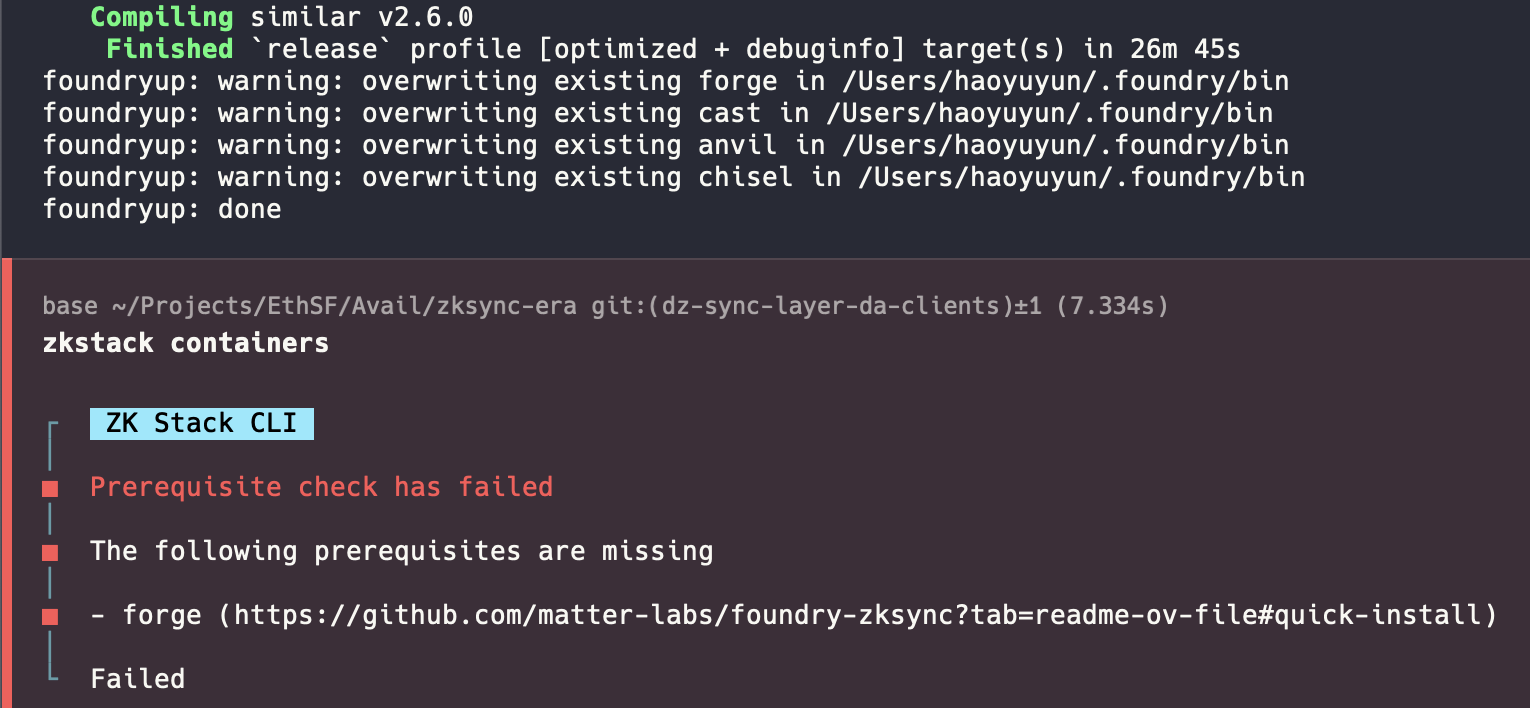 Compiling similar v2.6.0
Finished `release` profile [optimized + debuginfo] target(s) in 26m 45s
foundryup: warning: overwriting existing forge in /Users/haoyuyun/.foundry/bin
foundryup: warning: overwriting existing cast in /Users/haoyuyun/.foundry/bin
foundryup: warning: overwriting existing anvil in /Users/haoyuyun/.foundry/bin
foundryup: warning: overwriting existing chisel in /Users/haoyuyun/.foundry/bin
foundryup: done
base ~/Projects/EthSF/Avail/zksync-era git:(dz-sync-layer-da-clients)±1 (7.334s)
zkstack containers
ZK Stack CLI
Prerequisite check has failed
The following prerequisites are missing
- forge (https://github.com/matter-labs/foundry-zksync?tab=readme-ov-file#quick-install)
Failed